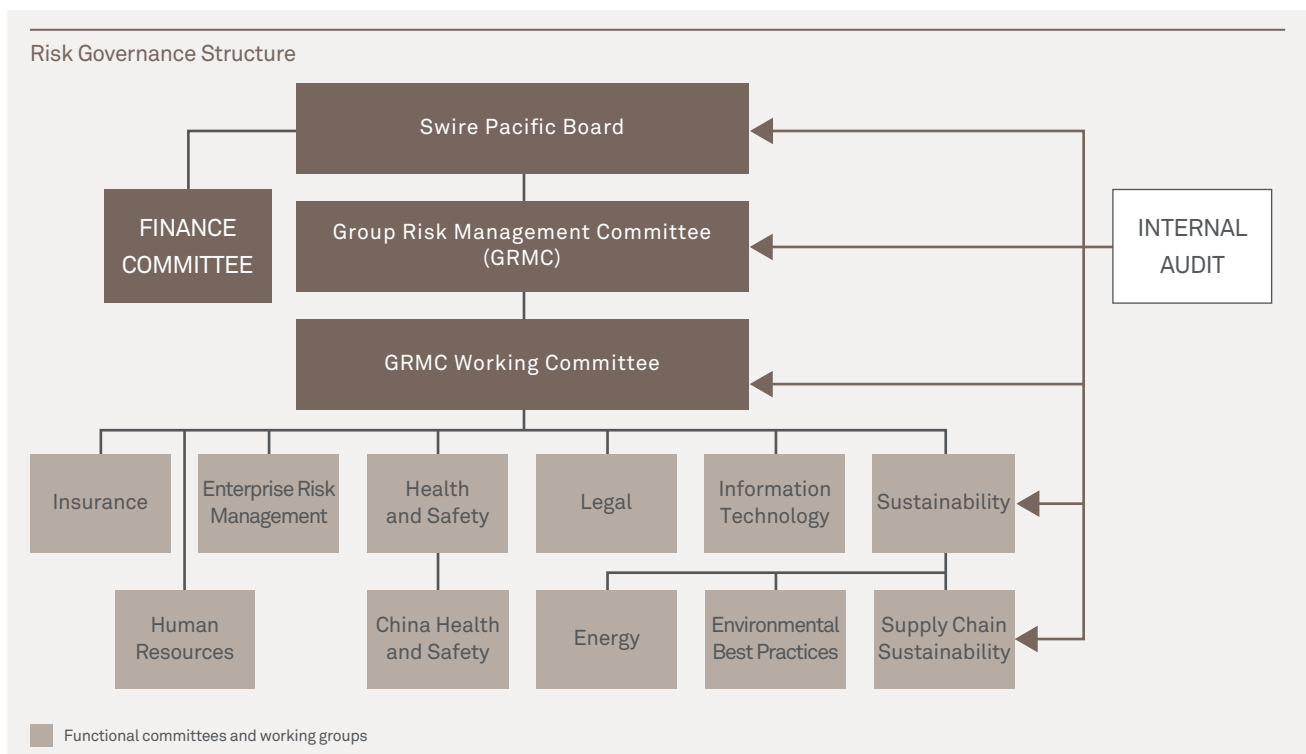 Risk Governance Structure
Swire Pacific Board
FINANCE
COMMITTEE
Group Risk Management Committee
(GRMC)
INTERNAL
AUDIT
GRMC Working Committee
Insurance
Enterprise Risk
Management
Health
and Safety
Legal
Information
Technology
Sustainability
Human
Resources
China Health
and Safety
Energy
Environmental
Best Practices
Supply Chain
Sustainability
Functional committees and working groups